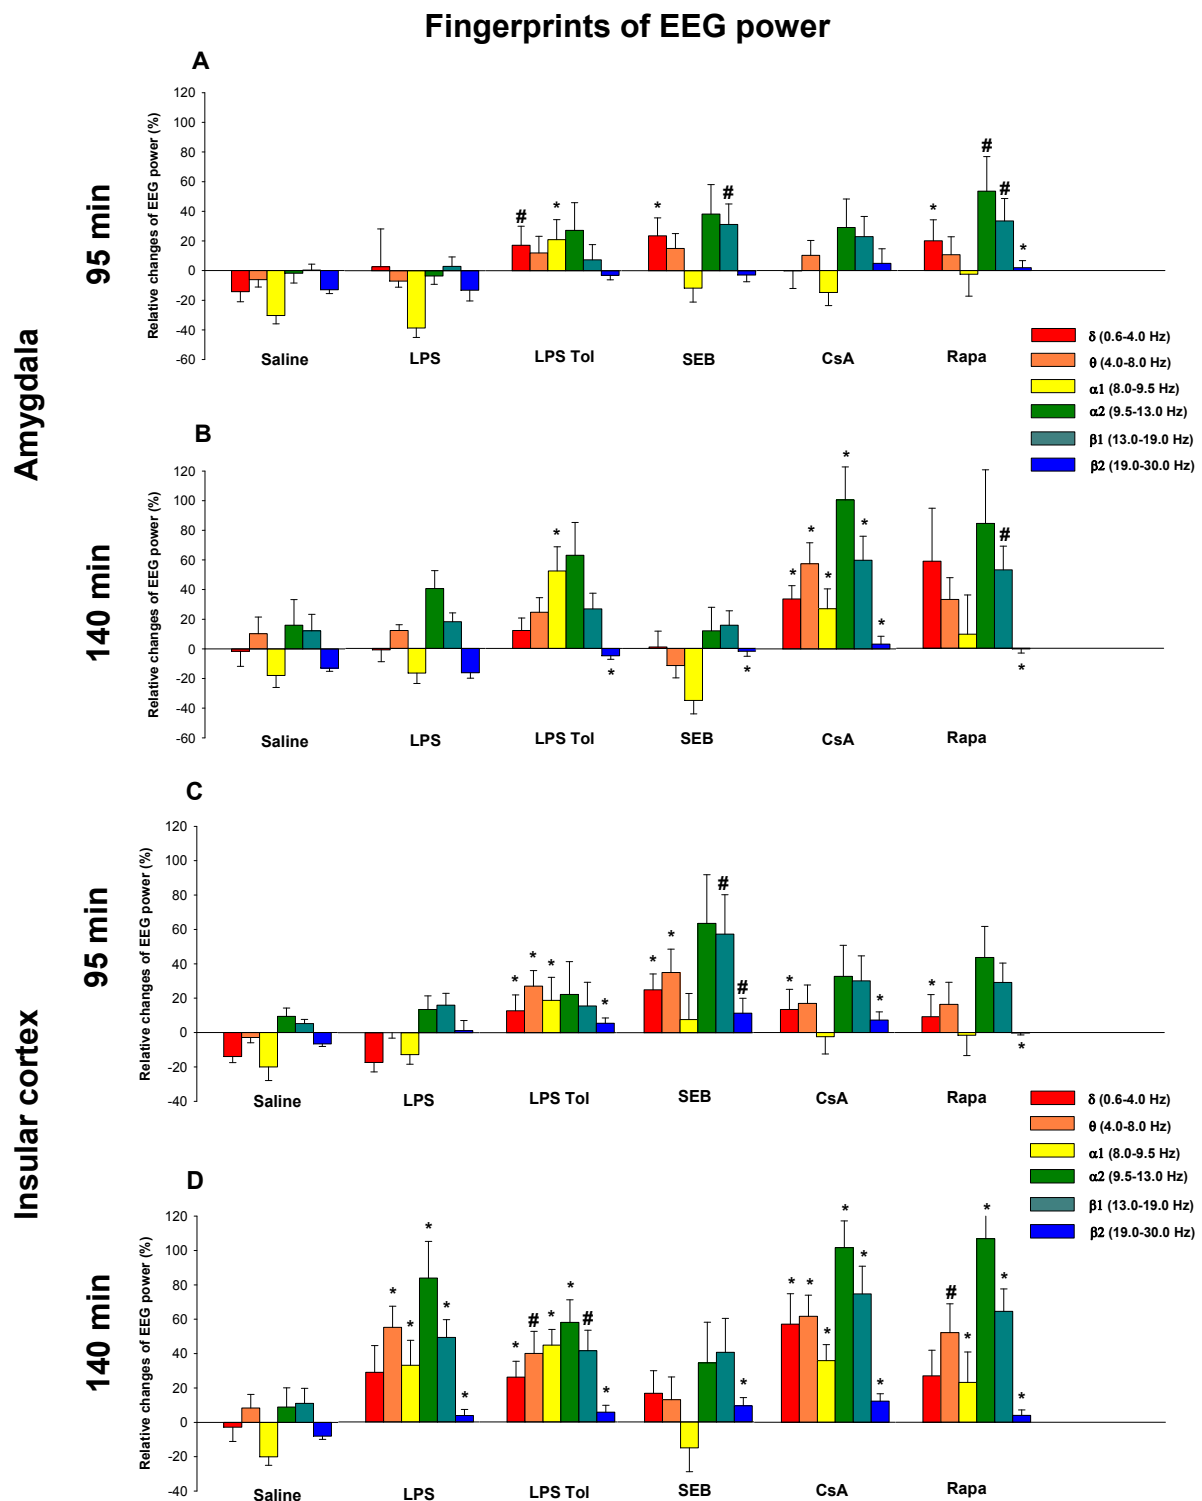 Fingerprints of EEG power
A
Amygdala
95 min
Relative changes of EEG power (%)
120
100
80
60
40
20
0
-20
-40
-60
#
*
*
#
*
#
#
*
Saline LPS LPS Tol SEB CsA Rapa
δ (0.6-4.0 Hz)
θ (4.0-8.0 Hz)
α1 (8.0-9.5 Hz)
α2 (9.5-13.0 Hz)
β1 (13.0-19.0 Hz)
β2 (19.0-30.0 Hz)
B
140 min
Relative changes of EEG power (%)
120
100
80
60
40
20
0
-20
-40
-60
*
*
*
*
*
*
*
*
*
#
*
Saline LPS LPS Tol SEB CsA Rapa
C
Insular cortex
95 min
Relative changes of EEG power (%)
120
100
80
60
40
20
0
-20
-40
*
*
*
*
*
*
#
#
*
*
*
*
Saline LPS LPS Tol SEB CsA Rapa
δ (0.6-4.0 Hz)
θ (4.0-8.0 Hz)
α1 (8.0-9.5 Hz)
α2 (9.5-13.0 Hz)
β1 (13.0-19.0 Hz)
β2 (19.0-30.0 Hz)
D
140 min
Relative changes of EEG power (%)
120
100
80
60
40
20
0
-20
-40
*
*
*
*
*
*
#
*
*
#
*
*
*
*
*
*
*
*
#
*
*
*
*
Saline LPS LPS Tol SEB CsA Rapa